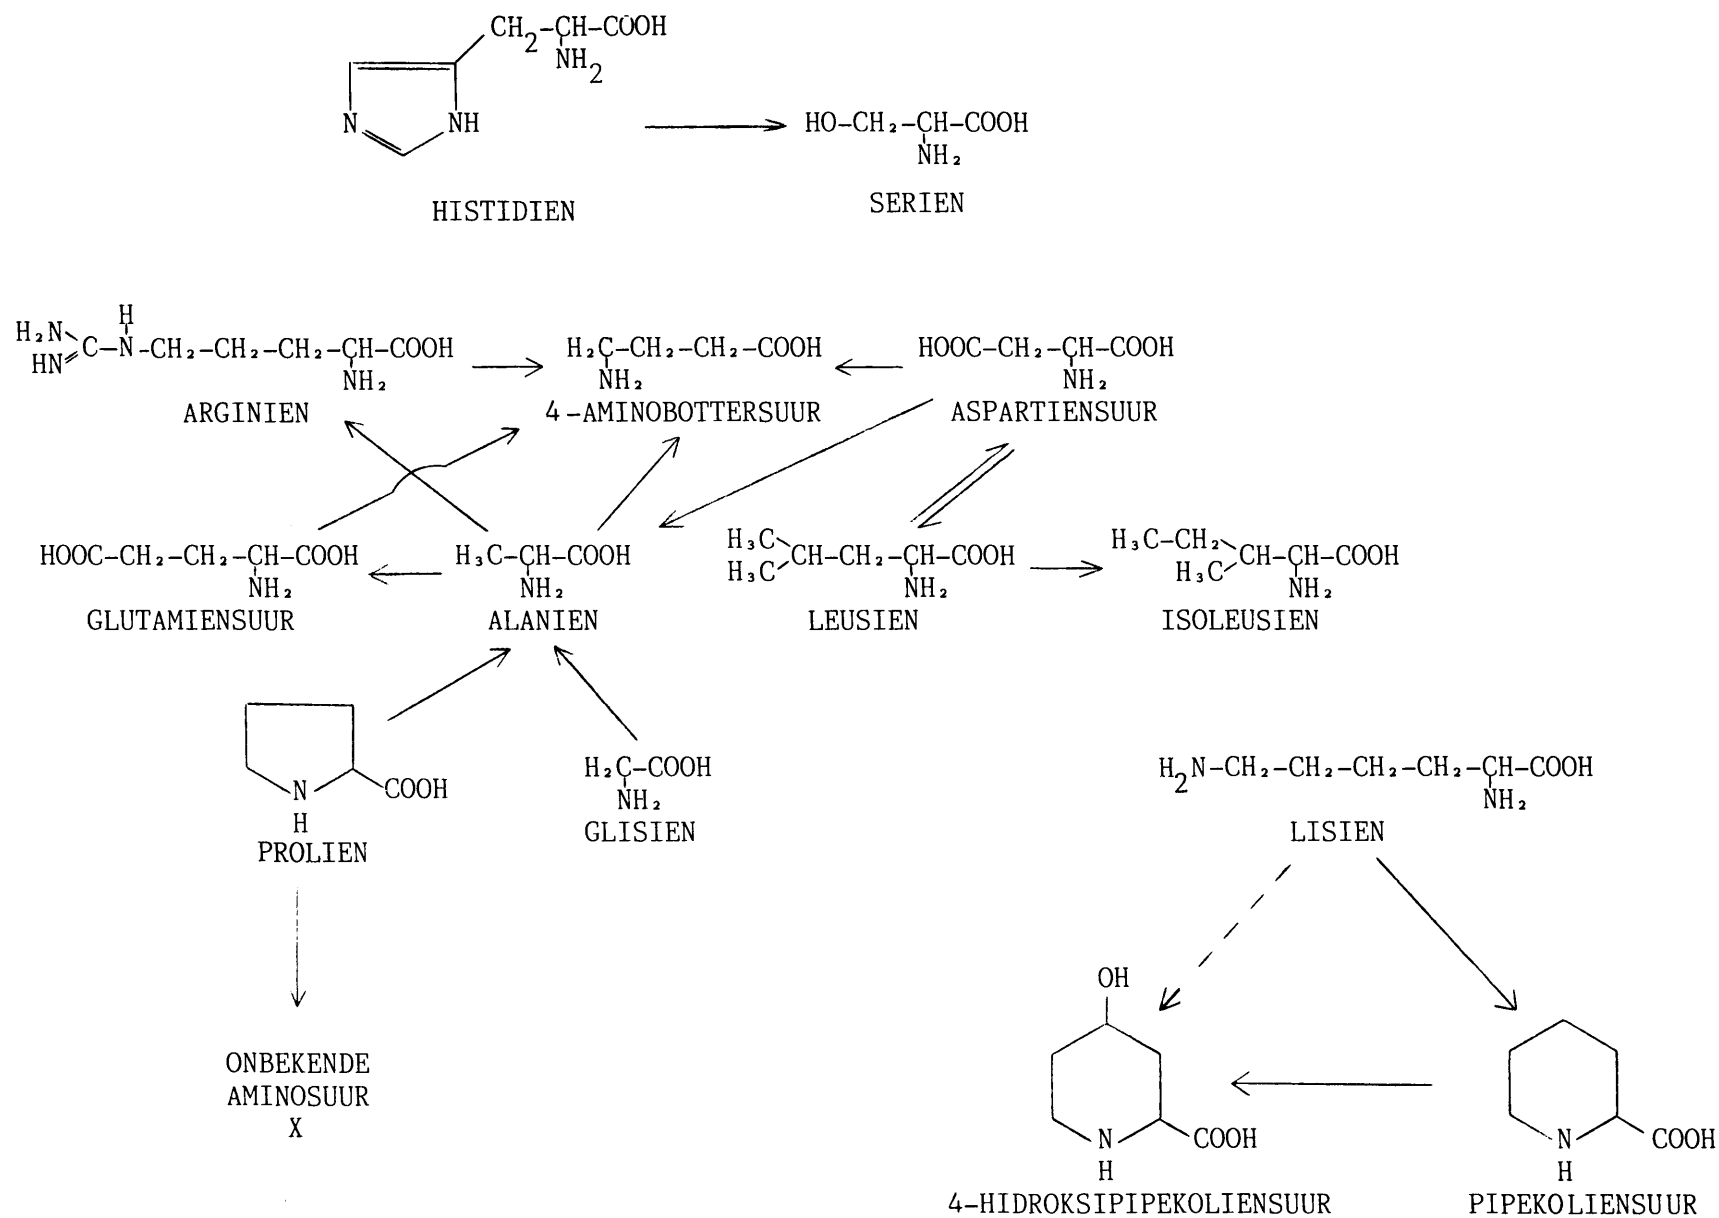 CH2-CH-COOH
NH2
N
NH
HISTIDIEN
HO-CH₂-CH-COOH
NH₂
SERIEN
H
H₂N
HN
C-N-CH₂-CH₂-CH₂-CH-COOH
NH₂
ARGINIEN
H₂C-CH₂-CH₂-COOH
NH₂
4-AMINOBOTTERSUUR
HOOC-CH₂-CH-COOH
NH₂
ASPARTIENSUUR
HOOC-CH₂-CH₂-CH-COOH
NH₂
GLUTAMIENSUUR
H₃C-CH-COOH
NH₂
ALANIEN
H₃C
H₃C
CH-CH₂-CH-COOH
NH₂
LEUSIEN
H₃C-CH₂
H₃C
CH-CH-COOH
NH₂
ISOLEUSIEN
COOH
N
H
PROLIEN
H₂C-COOH
NH₂
GLISIEN
H2N-CH₂-CH₂-CH₂-CH₂-CH-COOH
NH₂
LISIEN
ONBEKENDE
AMINOSUUR
X
OH
N
H
COOH
4-HIDROKSIPIPEKOLIENSUUR
N
H
COOH
PIPEKOLIENSUUR